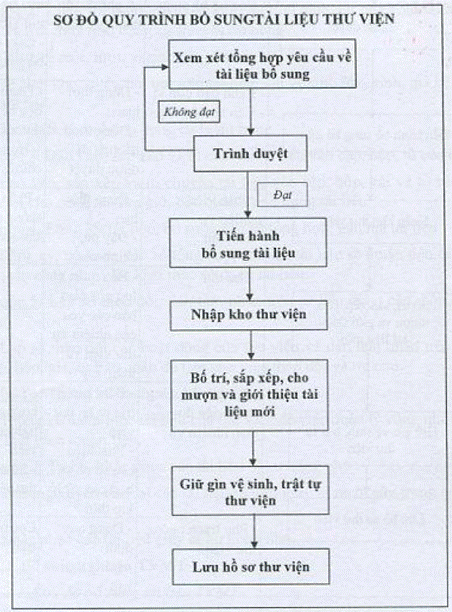 SƠ ĐỒ QUY TRÌNH BỔ SUNGTÀI LIỆU THƯ VIỆN
Xem xét tổng hợp yêu cầu về
tài liệu bổ sung
Không đạt
Trình duyệt
Đạt
Tiến hành
bổ sung tài liệu
Nhập kho thư viện
Bố trí, sắp xếp, cho
mượn và giới thiệu tài
liệu mới
Giữ gìn vệ sinh, trật tự
thư viện
Lưu hồ sơ thư viện